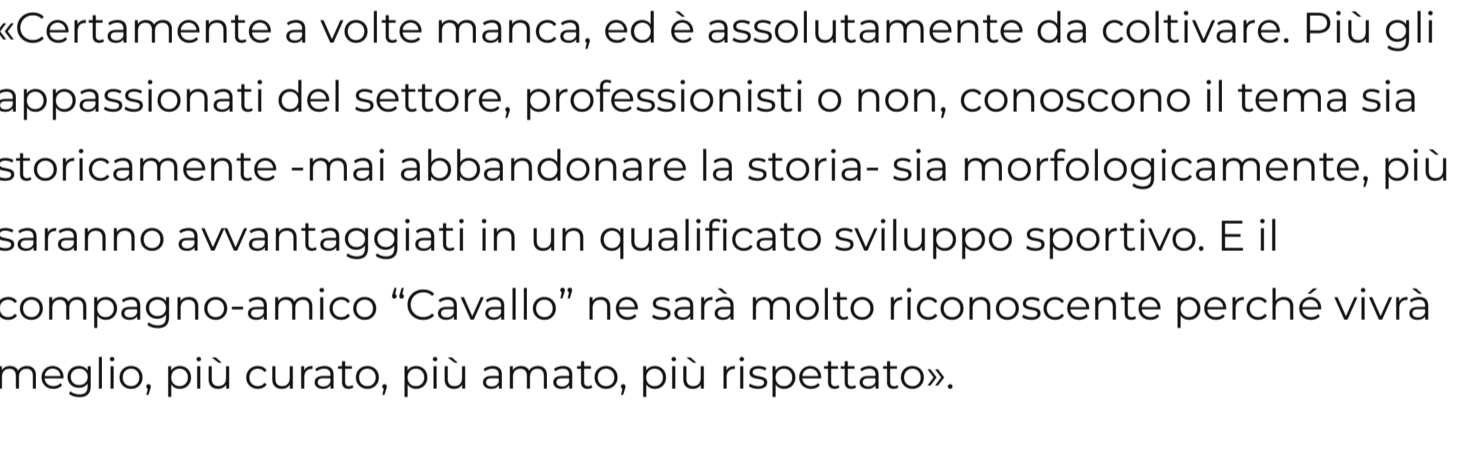 «Certamente a volte manca, ed è assolutamente da coltivare. Più gli
appassionati del settore, professionisti o non, conoscono il tema sia
storicamente -mai abbandonare la storia- sia morfologicamente, più
saranno avvantaggiati in un qualificato sviluppo sportivo. E il
compagno-amico “Cavallo” ne sarà molto riconoscente perché vivrà
meglio, più curato, più amato, più rispettato».